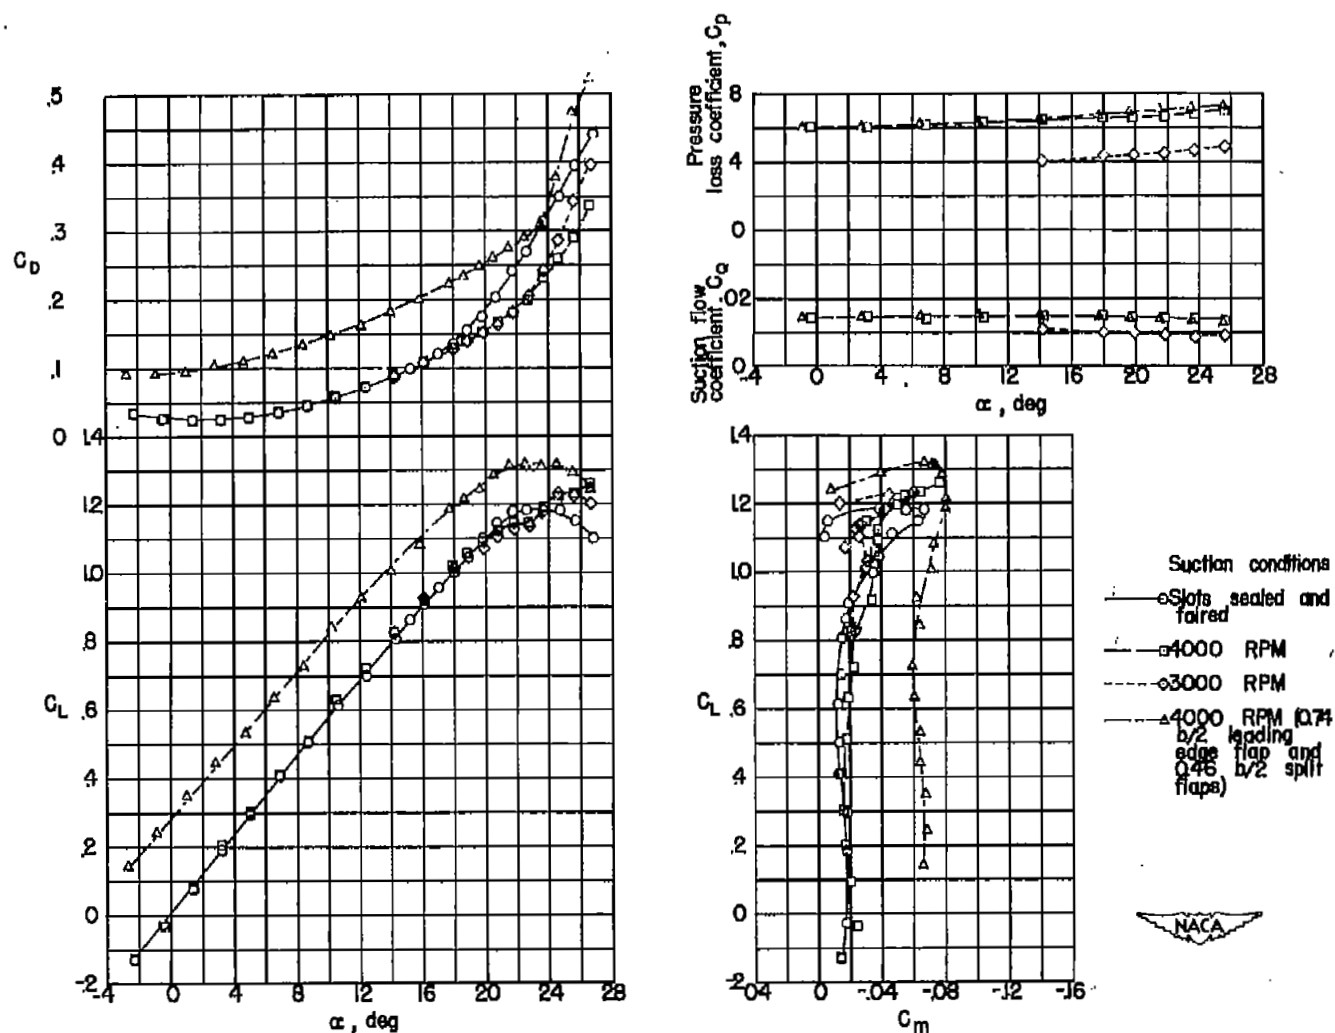 .5
.4
.3
C_D
.2
.1
0
1.4
1.2
1.0
.8
C_L .6
.4
.2
0
-.2
-4 0 4 8 12 16 20 24 28
α, deg
Pressure
loss coefficient, C_p
8
4
0
Suction flow
coefficient, C_Q
.02
0
-4 0 4 8 12 16 20 24 28
α, deg
1.4
1.2
1.0
.8
C_L .6
.4
.2
0
-.2
.04 0 -.04 -.08 -.12 -.16
C_m
Suction conditions
Slots sealed and
faired
4000 RPM
3000 RPM
4000 RPM (0.74
b/2 leading
edge flap and
0.46 b/2 split
flaps)
NACA